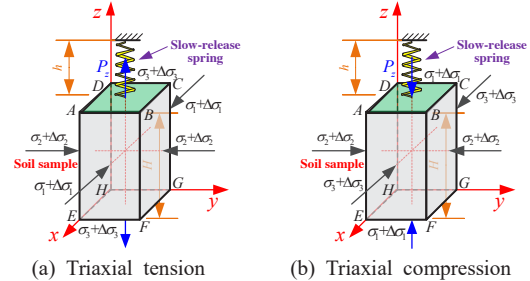 z
Slow-release
spring
h
P_z
σ₃+Δσ₃
D
C
σ₁+Δσ₁
A
B
σ₂+Δσ₂
σ₂+Δσ₂
Soil sample
H
σ₁+Δσ₁
H
G
y
E
σ₃+Δσ₃
F
x
(a) Triaxial tension
z
Slow-release
spring
h
P_z
σ₁+Δσ₁
D
C
σ₃+Δσ₃
A
B
σ₂+Δσ₂
σ₂+Δσ₂
Soil sample
H
σ₃+Δσ₃
H
G
y
E
σ₁+Δσ₁
F
x
(b) Triaxial compression